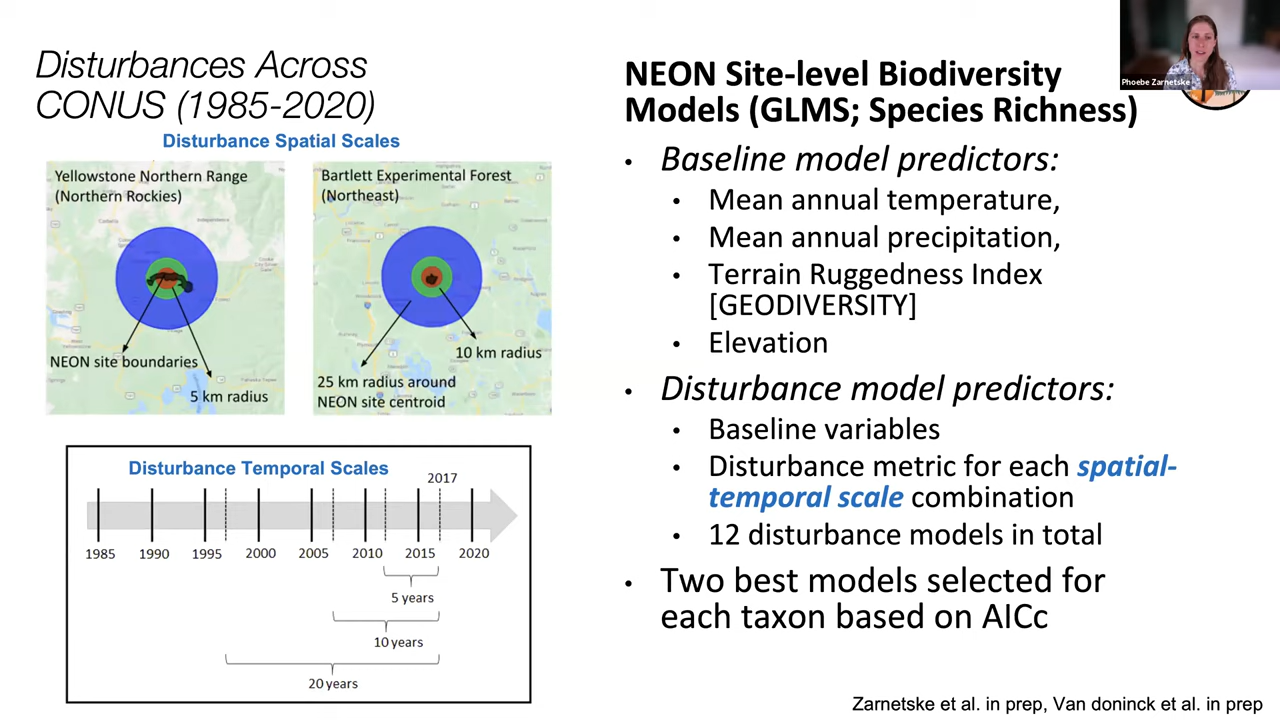 Disturbances Across
CONUS (1985-2020)
Disturbance Spatial Scales
Yellowstone Northern Range
(Northern Rockies)
NEON site boundaries
5 km radius
Bartlett Experimental Forest
(Northeast)
10 km radius
25 km radius around
NEON site centroid
Disturbance Temporal Scales
2017
1985 1990 1995 2000 2005 2010 2015 2020
5 years
10 years
20 years
Phoebe Zarnetske
NEON Site-level Biodiversity
Models (GLMS; Species Richness)
• Baseline model predictors:
• Mean annual temperature,
• Mean annual precipitation,
• Terrain Ruggedness Index
[GEODIVERSITY]
• Elevation
• Disturbance model predictors:
• Baseline variables
• Disturbance metric for each spatial-
temporal scale combination
• 12 disturbance models in total
• Two best models selected for
each taxon based on AICc
Zarnetske et al. in prep, Van doninck et al. in prep